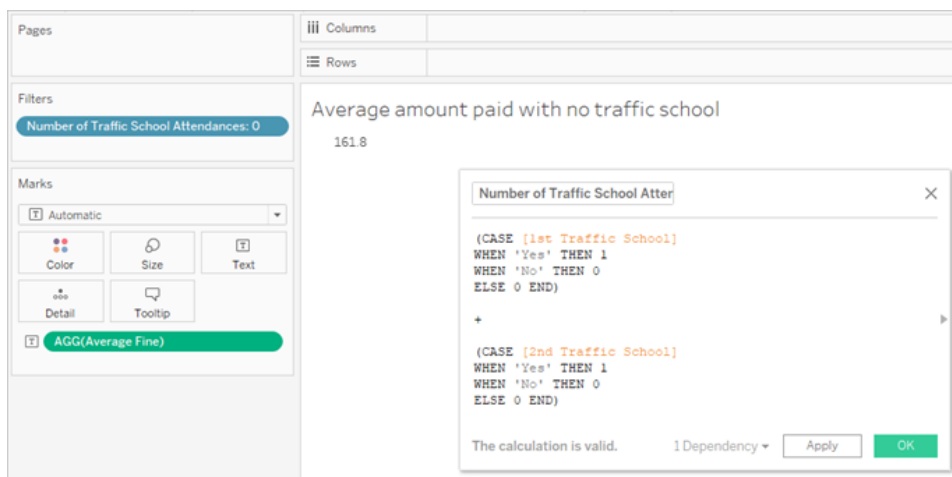 Pages
Columns
Rows
Filters
Number of Traffic School Attendances: 0
Average amount paid with no traffic school
161.8
Marks
Automatic
Color
Size
Text
Detail
Tooltip
AGG(Average Fine)
Number of Traffic School Atter
(CASE [1st Traffic School]
WHEN 'Yes' THEN 1
WHEN 'No' THEN 0
ELSE 0 END)
+
(CASE [2nd Traffic School]
WHEN 'Yes' THEN 1
WHEN 'No' THEN 0
ELSE 0 END)
The calculation is valid.
1 Dependency
Apply
OK